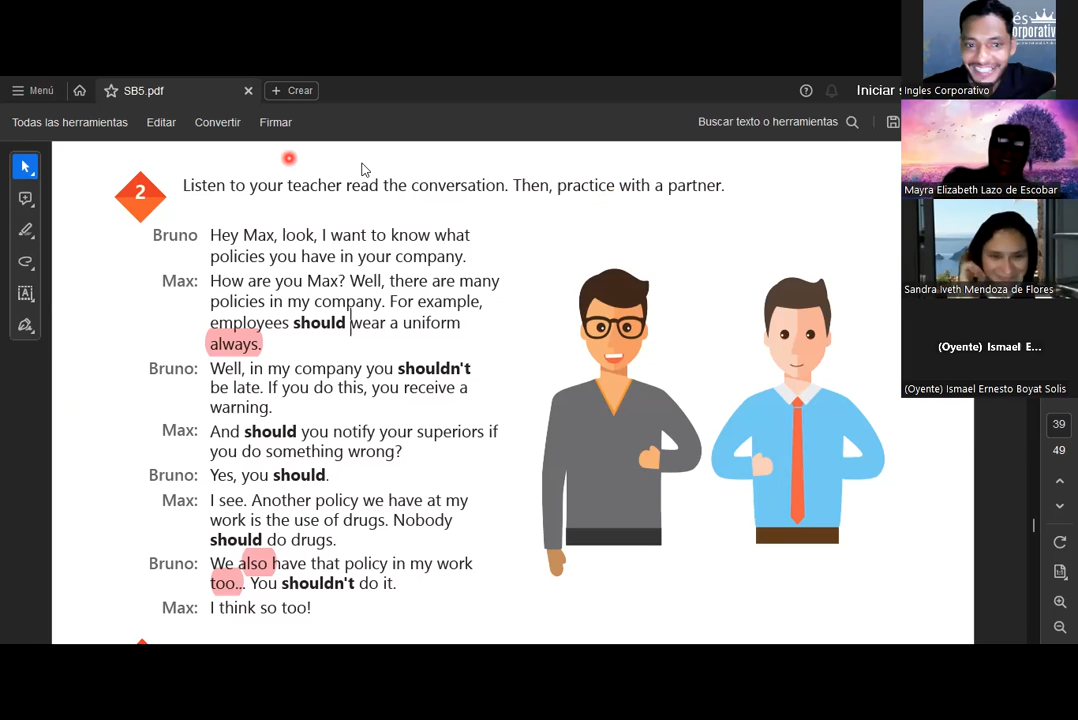 Menú
SB5.pdf
Crear
Iniciar s
Todas las herramientas
Editar
Convertir
Firmar
Buscar texto o herramientas
2
Listen to your teacher read the conversation. Then, practice with a partner.
Bruno Hey Max, look, I want to know what
policies you have in your company.
Max: How are you Max? Well, there are many
policies in my company. For example,
employees should wear a uniform
always.
Bruno: Well, in my company you shouldn't
be late. If you do this, you receive a
warning.
Max: And should you notify your superiors if
you do something wrong?
Bruno: Yes, you should.
Max: I see. Another policy we have at my
work is the use of drugs. Nobody
should do drugs.
Bruno: We also have that policy in my work
too... You shouldn't do it.
Max: I think so too!
és
orporativo
Ingles Corporativo
Mayra Elizabeth Lazo de Escobar
Sandra Iveth Mendoza de Flores
(Oyente) Ismael E...
(Oyente) Ismael Ernesto Boyat Solis
39
49